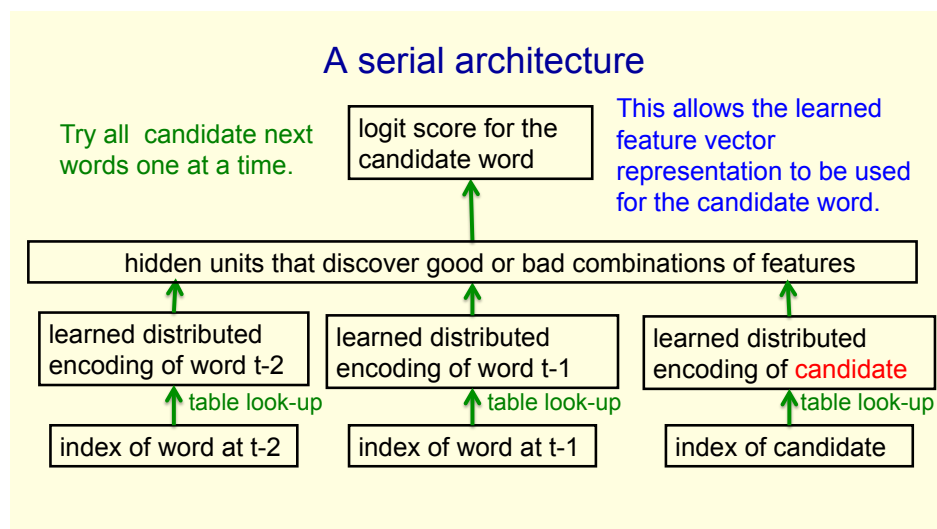 A serial architecture
Try all candidate next
words one at a time.
logit score for the
candidate word
This allows the learned
feature vector
representation to be used
for the candidate word.
hidden units that discover good or bad combinations of features
learned distributed
encoding of word t-2
learned distributed
encoding of word t-1
learned distributed
encoding of candidate
table look-up
table look-up
table look-up
index of word at t-2
index of word at t-1
index of candidate